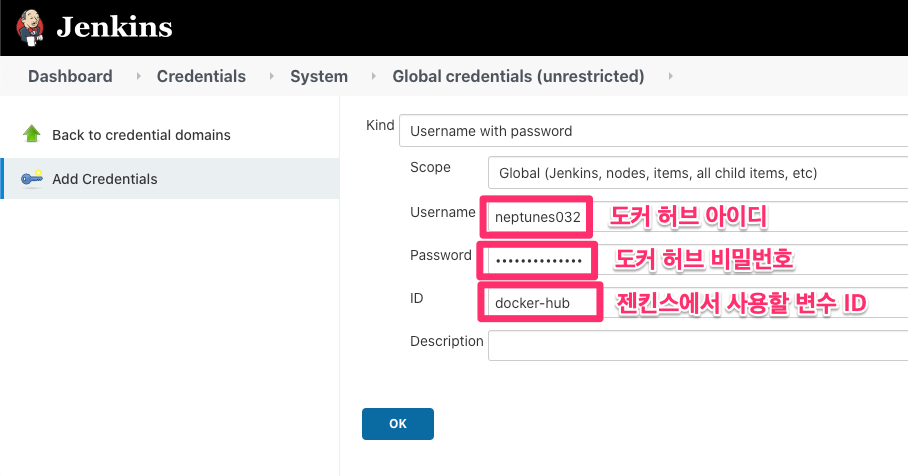 Jenkins
Dashboard Credentials System Global credentials (unrestricted)
Back to credential domains
Add Credentials
Kind Username with password
Scope Global (Jenkins, nodes, items, all child items, etc)
Username neptunes032 도커 허브 아이디
Password •••••••••••••• 도커 허브 비밀번호
ID docker-hub 젠킨스에서 사용할 변수 ID
Description
OK